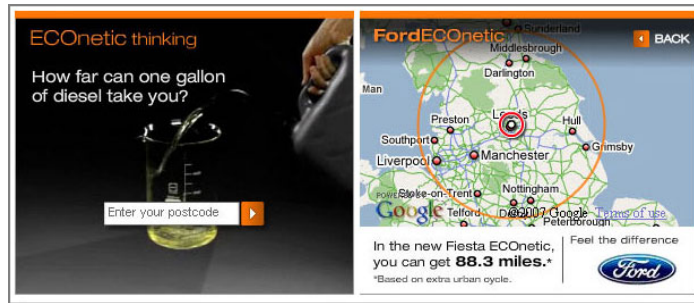 ECOnetic thinking
How far can one gallon
of diesel take you?
Enter your postcode
FordECOnetic
BACK
Sunderland
Middlesbrough
Darlington
Man
Leeds
Preston
Hull
Southport
Grimsby
Liverpool
Manchester
Stoke-on-Trent
Nottingham
POWERED BY
Google
Telford
©2007 Google
Terms of use
Peterborough
In the new Fiesta ECOnetic,
you can get 88.3 miles.*
*Based on extra urban cycle.
Feel the difference
Ford